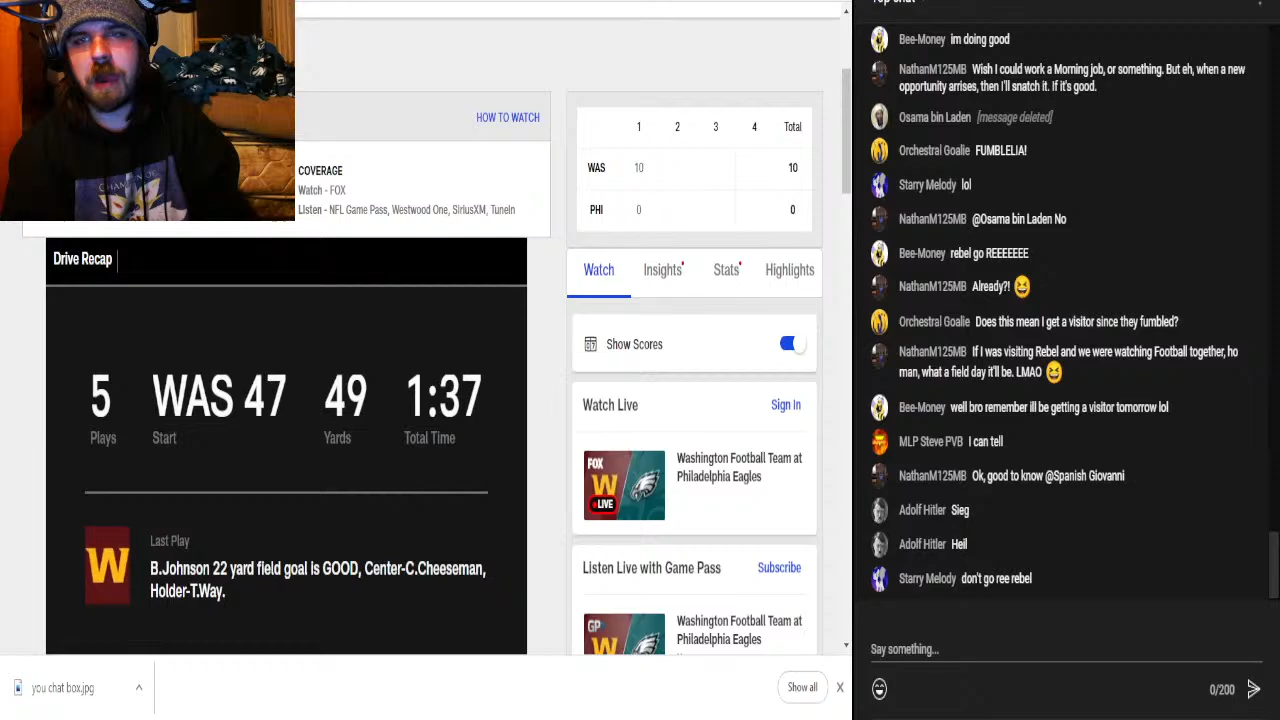 Top chat
Bee-Money im doing good
NathanM125MB Wish I could work a Morning job, or something. But eh, when a new
opportunity arrises, then I'll snatch it. If it's good.
HOW TO WATCH
Osama bin Laden [message deleted]
1 2 3 4 Total
Orchestral Goalie FUMBLELIA!
COVERAGE
WAS 10 10
Watch - FOX
Starry Melody lol
Listen - NFL Game Pass, Westwood One, SiriusXM, TuneIn
PHI 0 0
NathanM125MB @Osama bin Laden No
Bee-Money rebel go REEEEEEE
Drive Recap
Watch Insights Stats Highlights
NathanM125MB Already?!
Orchestral Goalie Does this mean I get a visitor since they fumbled?
Show Scores
NathanM125MB If I was visiting Rebel and we were watching Football together, ho
man, what a field day it'll be. LMAO
5 WAS 47 49 1:37
Plays Start Yards Total Time
Watch Live Sign In
Bee-Money well bro remember ill be getting a visitor tomorrow lol
MLP Steve PVB I can tell
FOX
W
LIVE
Washington Football Team at
Philadelphia Eagles
NathanM125MB Ok, good to know @Spanish Giovanni
Adolf Hitler Sieg
Adolf Hitler Heil
W
Last Play
B.Johnson 22 yard field goal is GOOD, Center-C.Cheeseman,
Holder-T.Way.
Listen Live with Game Pass Subscribe
Starry Melody don't go ree rebel
GP
W
Washington Football Team at
Philadelphia Eagles
Say something...
you chat box.jpg
Show all X
0/200